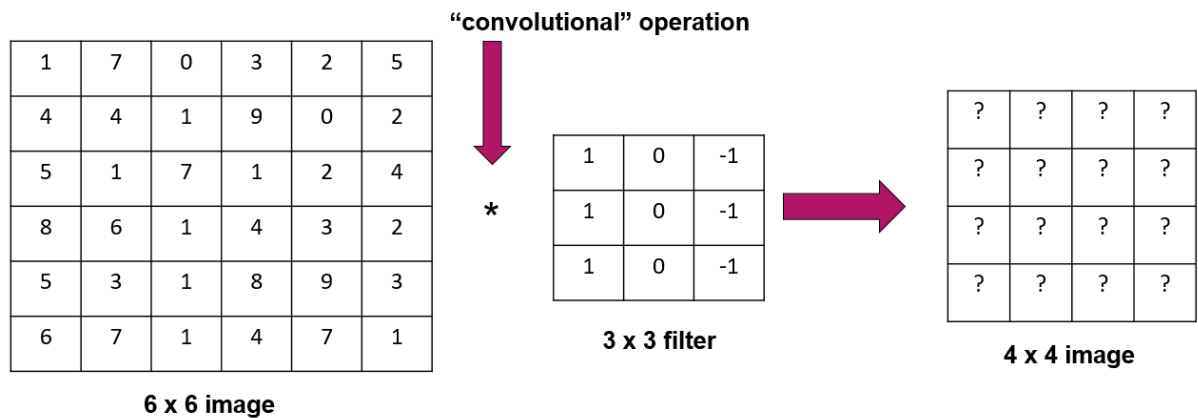 “convolutional” operation
1 7 0 3 2 5
4 4 1 9 0 2
5 1 7 1 2 4
8 6 1 4 3 2
5 3 1 8 9 3
6 7 1 4 7 1
6 x 6 image
*
1 0 -1
1 0 -1
1 0 -1
3 x 3 filter
? ? ? ?
? ? ? ?
? ? ? ?
? ? ? ?
4 x 4 image